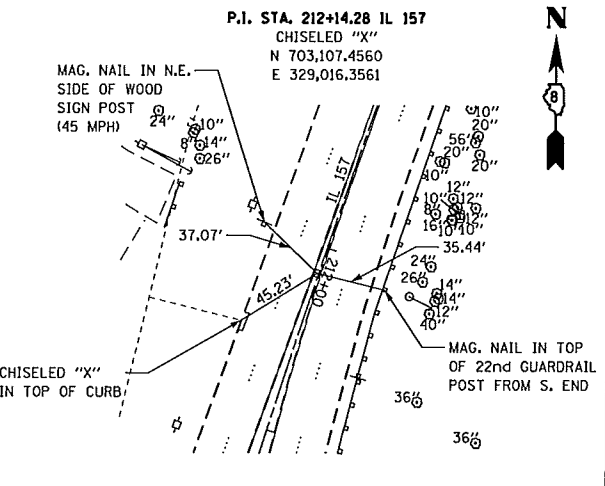 P.I. STA. 212+14.28 IL 157
CHISELED "X"
N 703,107.4560
E 329,016.3561
N
8
MAG. NAIL IN N.E.
SIDE OF WOOD
SIGN POST
(45 MPH)
24"
10"
8"
14"
26"
10"
20"
56"
20"
20"
10"
12"
10"
12"
8"
12"
16"
10"
10"
IL 157
37.07'
35.44'
212+00
45.23'
24"
26"
14"
14"
12"
40"
CHISELED "X"
IN TOP OF CURB
MAG. NAIL IN TOP
OF 22nd GUARDRAIL
POST FROM S. END
36"
36"